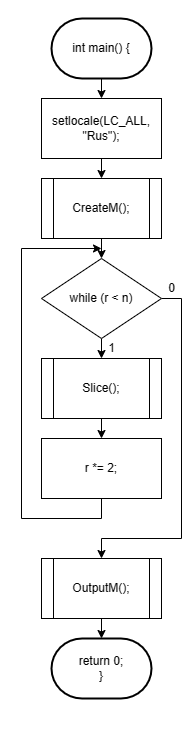 int main() {
setlocale(LC_ALL,
"Rus");
CreateM();
while (r < n)
0
1
Slice();
r *= 2;
OutputM();
return 0;
}